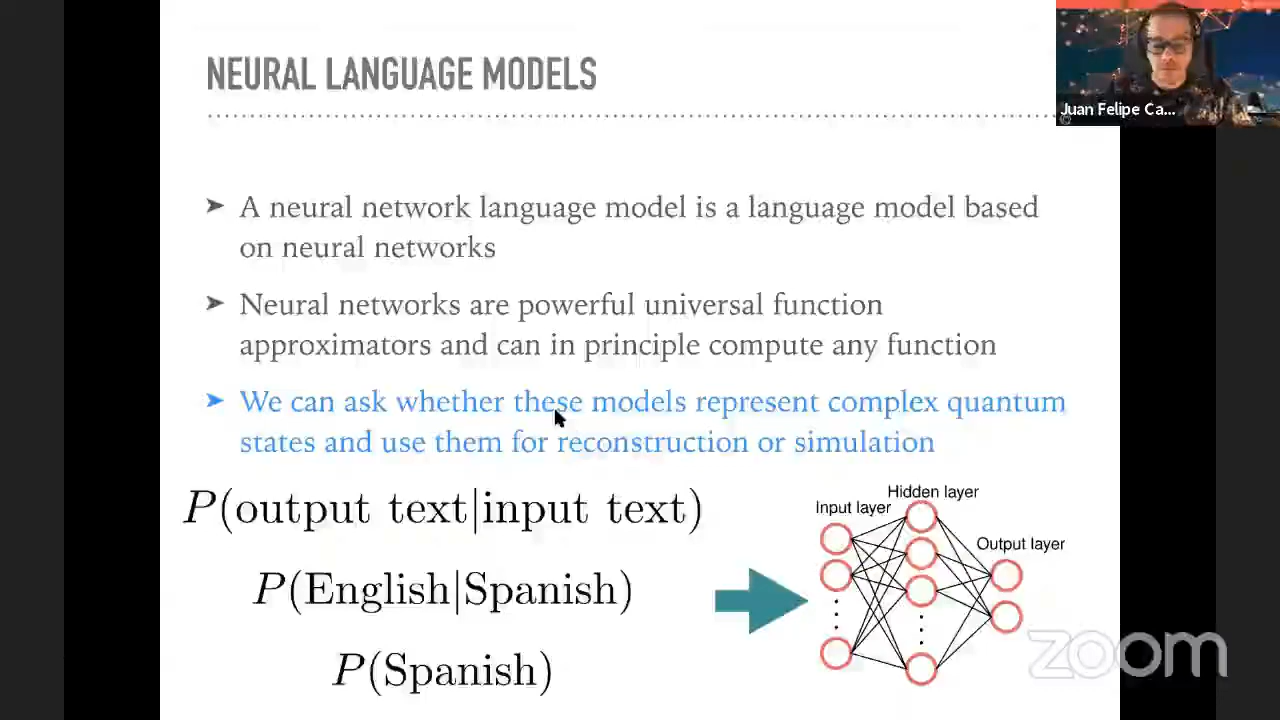 NEURAL LANGUAGE MODELS
Juan Felipe Ca...
➤ A neural network language model is a language model based
on neural networks
➤ Neural networks are powerful universal function
approximators and can in principle compute any function
➤ We can ask whether these models represent complex quantum
states and use them for reconstruction or simulation
P(output text|input text)
P(English|Spanish)
P(Spanish)
Hidden layer
Input layer
Output layer
zoom